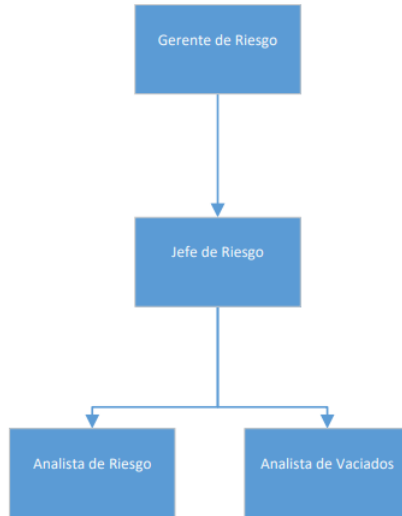 Gerente de Riesgo
Jefe de Riesgo
Analista de Riesgo
Analista de Vaciados